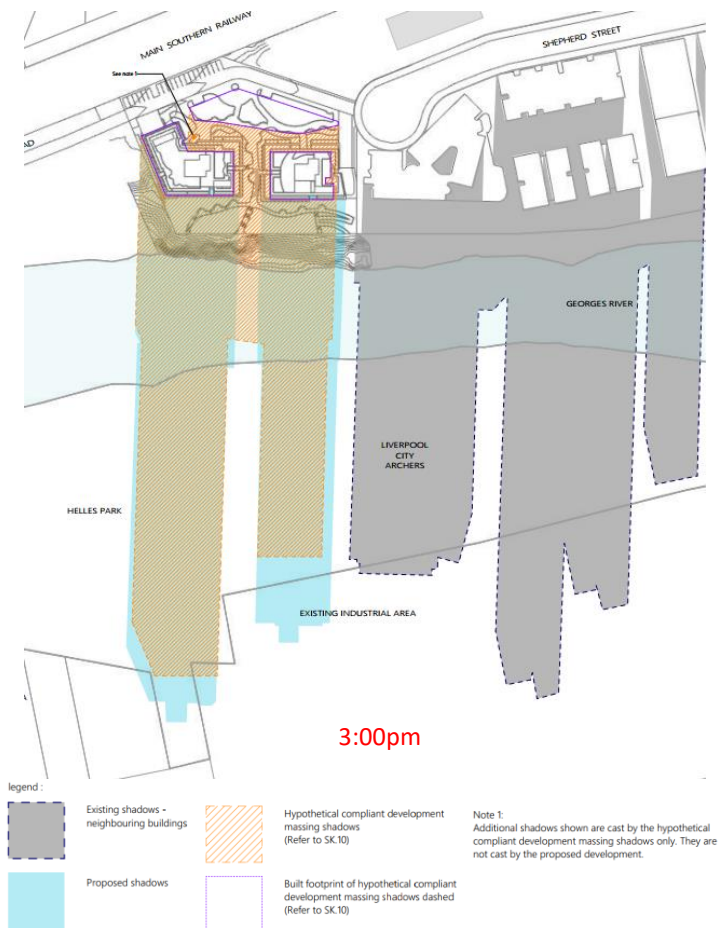 MAIN SOUTHERN RAILWAY
SHEPHERD STREET
See note 1
AD
GEORGES RIVER
LIVERPOOL
CITY
ARCHERS
HELLES PARK
EXISTING INDUSTRIAL AREA
3:00pm
legend :
Existing shadows -
neighbouring buildings
Hypothetical compliant development
massing shadows
(Refer to SK.10)
Note 1:
Additional shadows shown are cast by the hypothetical
compliant development massing shadows only. They are
not cast by the proposed development.
Proposed shadows
Built footprint of hypothetical compliant
development massing shadows dashed
(Refer to SK.10)